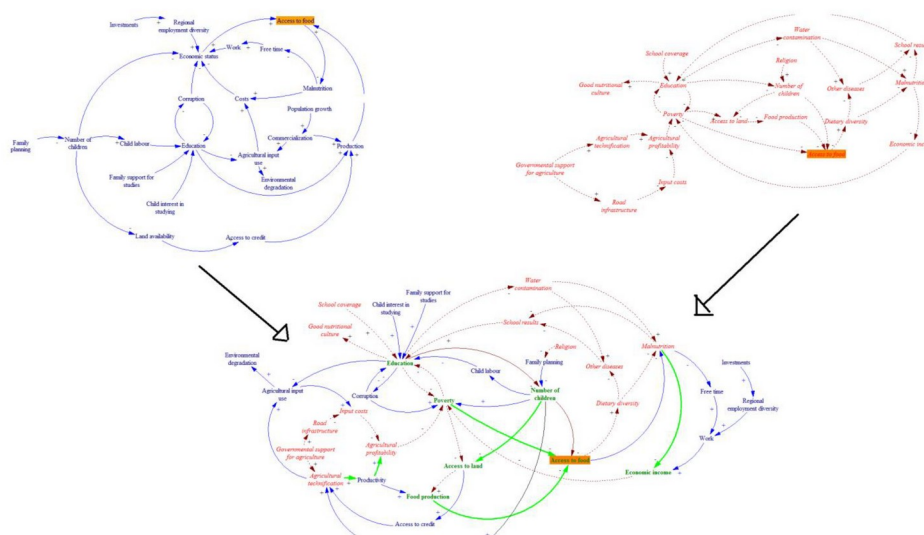 Investments
Regional
employment diversity
Access to food
Economic status
Work
Free time
Malnutrition
Corruption
Costs
Population growth
Commercialization
Production
Family
planning
Number of
children
Child labour
Education
Agricultural input
use
Family support for
studies
Environmental
degradation
Child interest in
studying
Land availability
Access to credit
Water
contamination
School results
School coverage
Religion
Good nutritional
culture
Education
Number of
children
Other diseases
Malnutrition
Poverty
Access to land
Food production
Dietary diversity
Agricultural
technification
Agricultural
profitability
Access to food
Governmental support
for agriculture
Input costs
Road
infrastructure
Water
contamination
Family support for
studies
School coverage
Child interest in
studying
Good nutritional
culture
School results
Malnutrition
Religion
Environmental
degradation
Education
Family planning
Investments
Child labour
Other diseases
Agricultural input
use
Corruption
Number of
children
Free time
Regional
employment diversity
Input costs
Poverty
Dietary diversity
Road
infrastructure
Work
Governmental support
for agriculture
Agricultural
profitability
Access to food
Access to land
Economic income
Agricultural
technification
Productivity
Food production
Access to credit